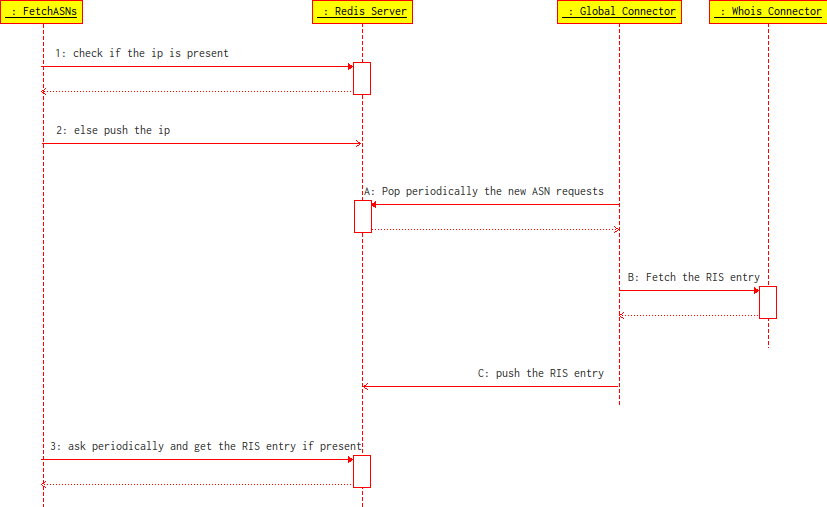 : FetchASNs
: Redis Server
: Global Connector
: Whois Connector
1: check if the ip is present
2: else push the ip
A: Pop periodically the new ASN requests
B: Fetch the RIS entry
C: push the RIS entry
3: ask periodically and get the RIS entry if present